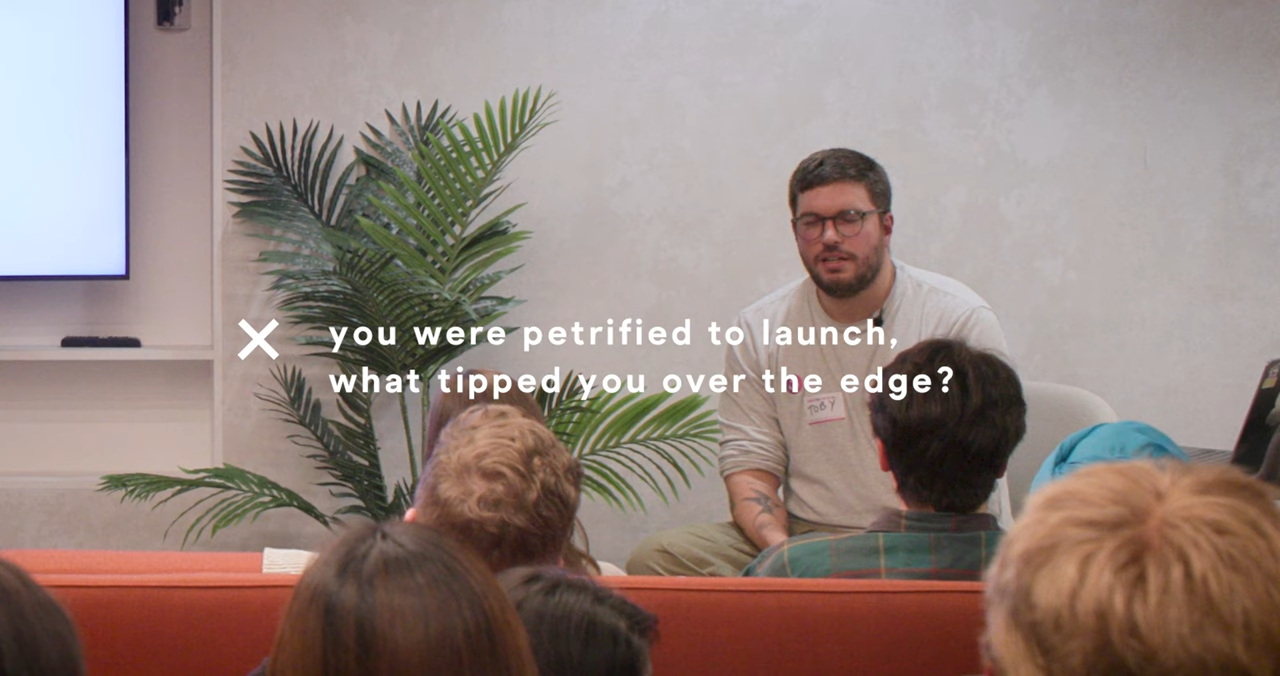 you were petrified to launch,
what tipped you over the edge?
TOBY